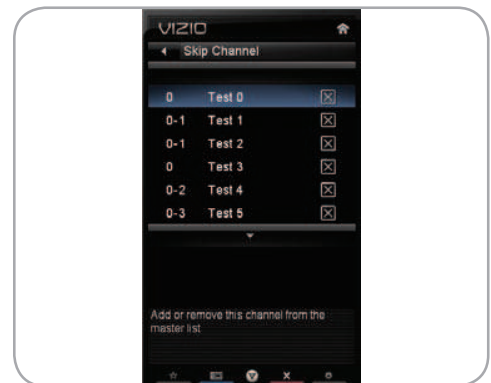 VIZIO
Skip Channel
0 Test 0
0-1 Test 1
0-1 Test 2
0 Test 3
0-2 Test 4
0-3 Test 5
Add or remove this channel from the
master list